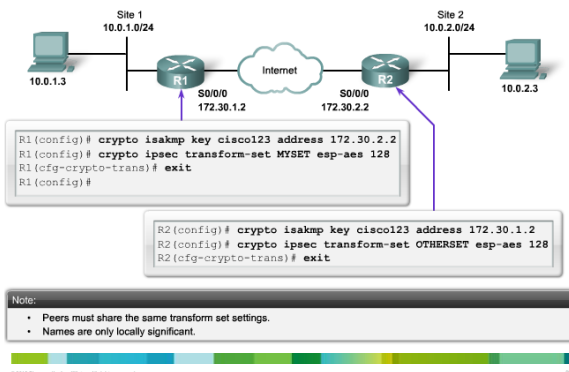 Site 1
10.0.1.0/24
Site 2
10.0.2.0/24
10.0.1.3
R1
Internet
R2
10.0.2.3
S0/0/0
172.30.1.2
S0/0/0
172.30.2.2
R1(config)# crypto isakmp key cisco123 address 172.30.2.2
R1(config)# crypto ipsec transform-set MYSET esp-aes 128
R1(cfg-crypto-trans)# exit
R1(config)#
R2(config)# crypto isakmp key cisco123 address 172.30.1.2
R2(config)# crypto ipsec transform-set OTHERSET esp-aes 128
R2(cfg-crypto-trans)# exit
Note:
• Peers must share the same transform set settings.
• Names are only locally significant.